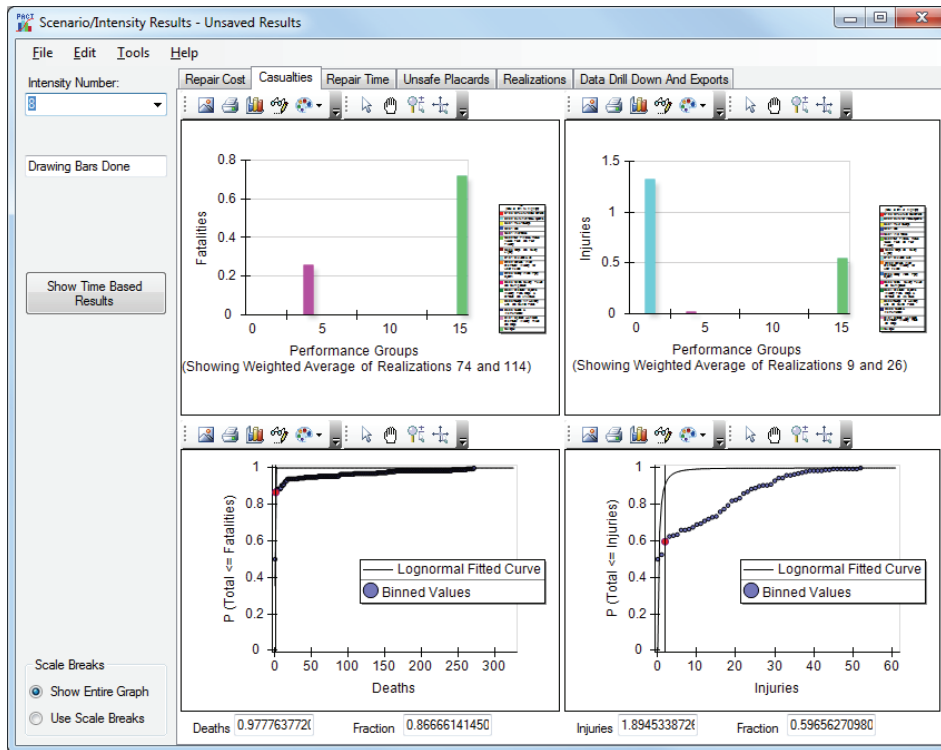 PACT Scenario/Intensity Results - Unsaved Results
File Edit Tools Help
Intensity Number:
8
Drawing Bars Done
Show Time Based
Results
Scale Breaks
Show Entire Graph
Use Scale Breaks
Repair Cost Casualties Repair Time Unsafe Placards Realizations Data Drill Down And Exports
Fatalities
0.8
0.6
0.4
0.2
0
0 5 10 15
Performance Groups
(Showing Weighted Average of Realizations 74 and 114)
Injuries
1.5
1
0.5
0
0 5 10 15
Performance Groups
(Showing Weighted Average of Realizations 9 and 26)
P (Total <= Fatalities)
1
0.8
0.6
0.4
0.2
0
Lognormal Fitted Curve
Binned Values
0 50 100 150 200 250 300
Deaths
P (Total <= Injuries)
1
0.8
0.6
0.4
0.2
0
Lognormal Fitted Curve
Binned Values
0 10 20 30 40 50 60
Injuries
Deaths 0.977637720 Fraction 0.86666141450 Injuries 1.8945338726 Fraction 0.59656270980